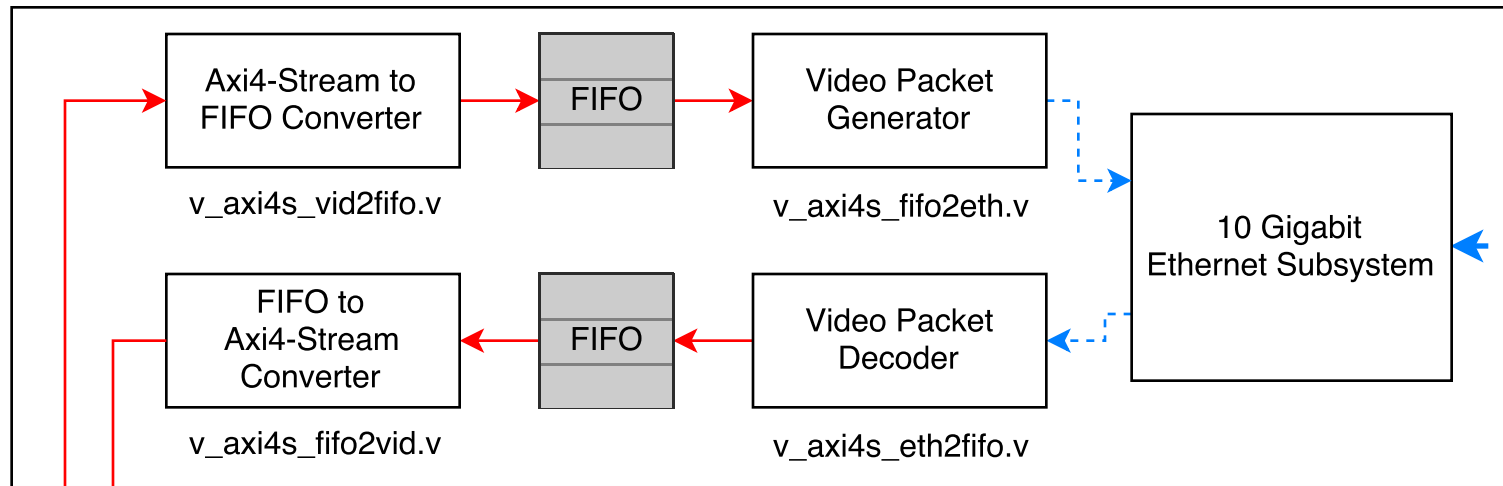 Axi4-Stream to
FIFO Converter
v_axi4s_vid2fifo.v
FIFO
Video Packet
Generator
v_axi4s_fifo2eth.v
10 Gigabit
Ethernet Subsystem
FIFO to
Axi4-Stream
Converter
v_axi4s_fifo2vid.v
FIFO
Video Packet
Decoder
v_axi4s_eth2fifo.v